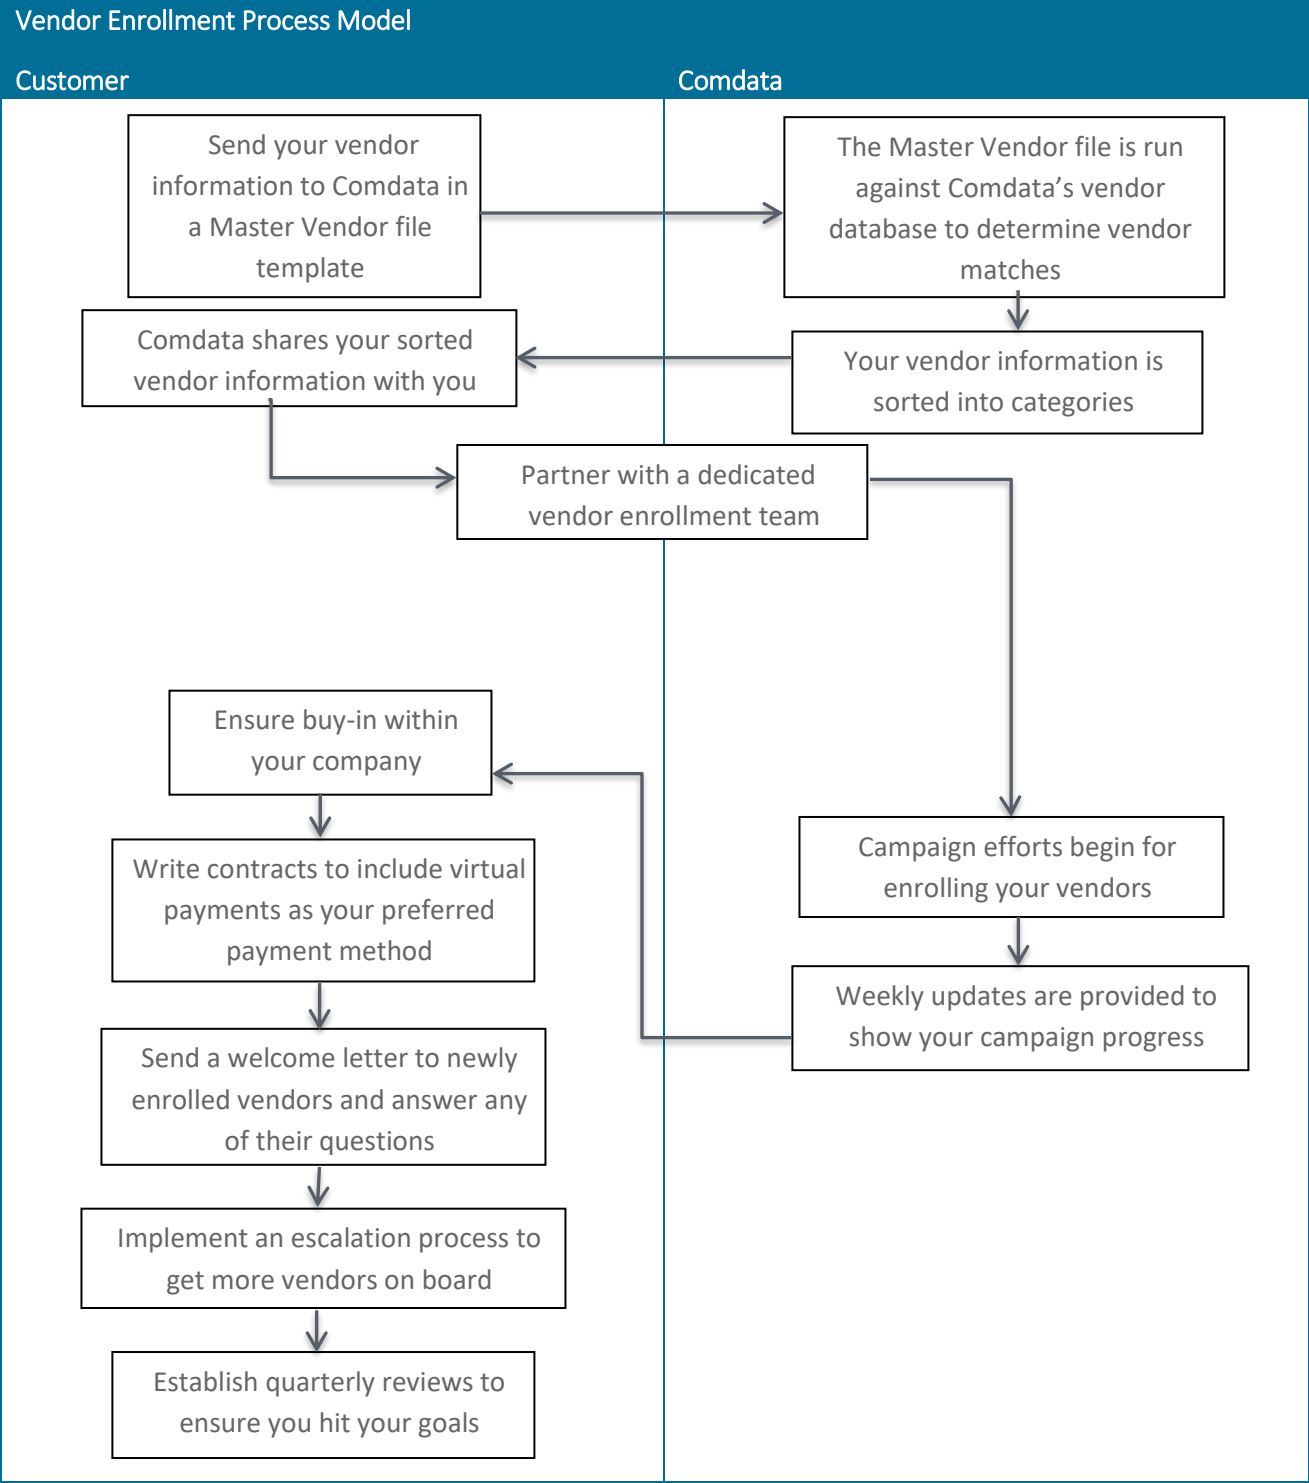 Vendor Enrollment Process Model
Customer
Comdata
Send your vendor
information to Comdata in
a Master Vendor file
template
The Master Vendor file is run
against Comdata’s vendor
database to determine vendor
matches
Comdata shares your sorted
vendor information with you
Your vendor information is
sorted into categories
Partner with a dedicated
vendor enrollment team
Ensure buy-in within
your company
Campaign efforts begin for
enrolling your vendors
Write contracts to include virtual
payments as your preferred
payment method
Weekly updates are provided to
show your campaign progress
Send a welcome letter to newly
enrolled vendors and answer any
of their questions
Implement an escalation process to
get more vendors on board
Establish quarterly reviews to
ensure you hit your goals